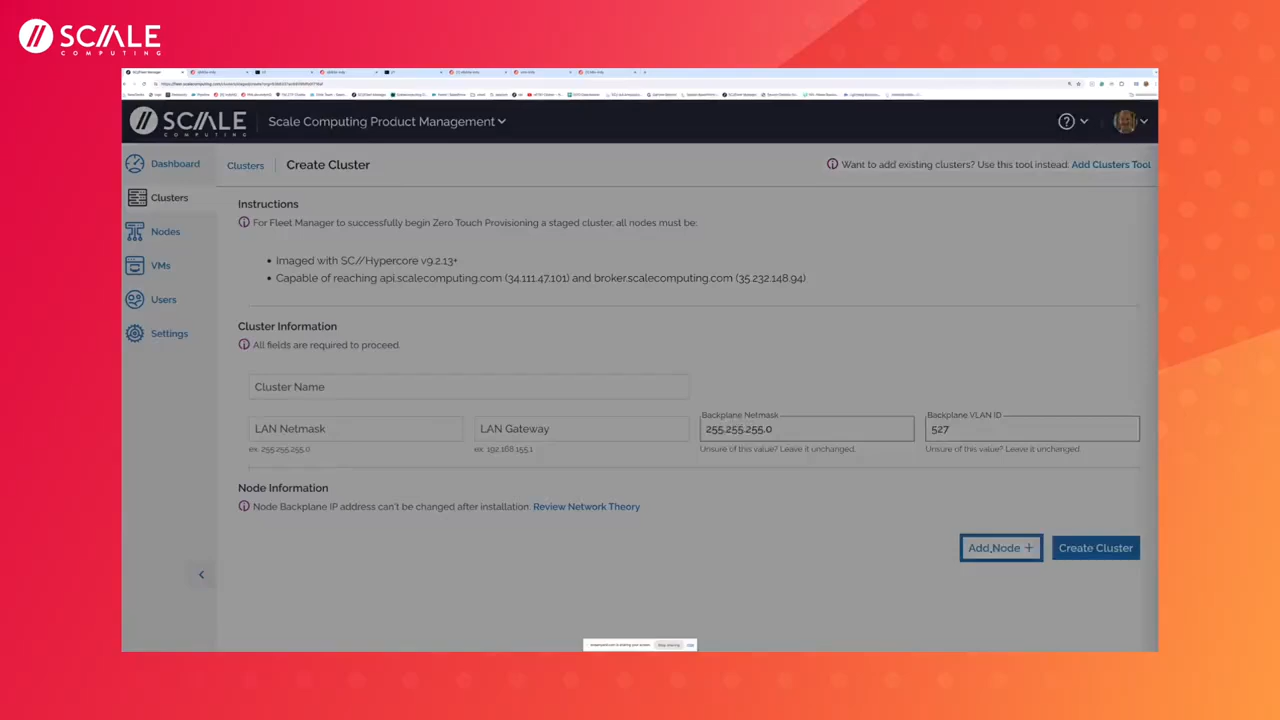 SCALE
COMPUTING
SCALE
COMPUTING
Scale Computing Product Management
Dashboard
Clusters
Nodes
VMs
Users
Settings
Clusters
Create Cluster
Want to add existing clusters? Use this tool instead: Add Clusters Tool
Instructions
For Fleet Manager to successfully begin Zero Touch Provisioning a staged cluster, all nodes must be:
• Imaged with SC//Hypercore v9.2.13+
• Capable of reaching api.scalecomputing.com (34.111.47.101) and broker.scalecomputing.com (35.232.148.94)
Cluster Information
All fields are required to proceed.
Cluster Name
Backplane Netmask
Backplane VLAN ID
LAN Netmask
LAN Gateway
255.255.255.0
527
ex: 255.255.255.0
ex: 192.168.155.1
Unsure of this value? Leave it unchanged.
Unsure of this value? Leave it unchanged.
Node Information
Node Backplane IP address can't be changed after installation. Review Network Theory
Add Node +
Create Cluster
Stop sharing